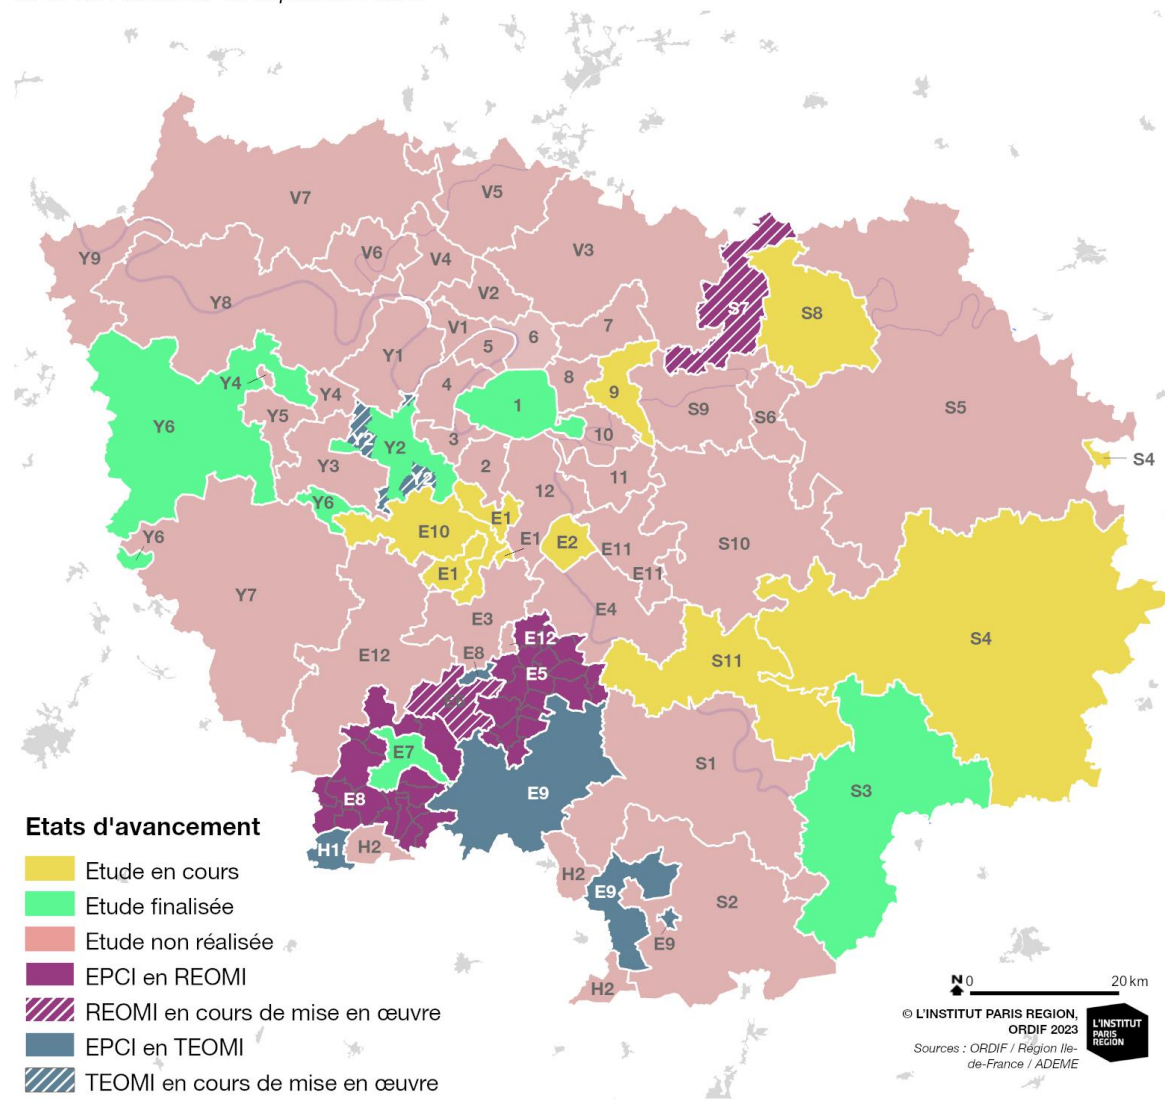 V7
V5
V3
Y9
V6
V4
V2
Y8
S7
S8
V1
6
7
5
Y1
Y4
Y4
4
8
9
1
S9
S6
S5
Y5
Y6
Y2
Y2
3
10
S4
Y3
2
Y2
11
12
Y6
E1
E10
E1
E2
E11
S10
Y6
E1
E11
Y7
E3
E4
E12
E8
E12
E5
S11
S4
E7
S1
S3
E8
E9
H1
H2
H2
E9
S2
E9
H2
Etats d'avancement
Etude en cours
Etude finalisée
Etude non réalisée
EPCI en REOMI
REOMI en cours de mise en œuvre
EPCI en TEOMI
TEOMI en cours de mise en œuvre
N 0 20 km
© L'INSTITUT PARIS REGION,
ORDIF 2023
Sources : ORDIF / Région Ile-
de-France / ADEME
L'INSTITUT
PARIS
REGION